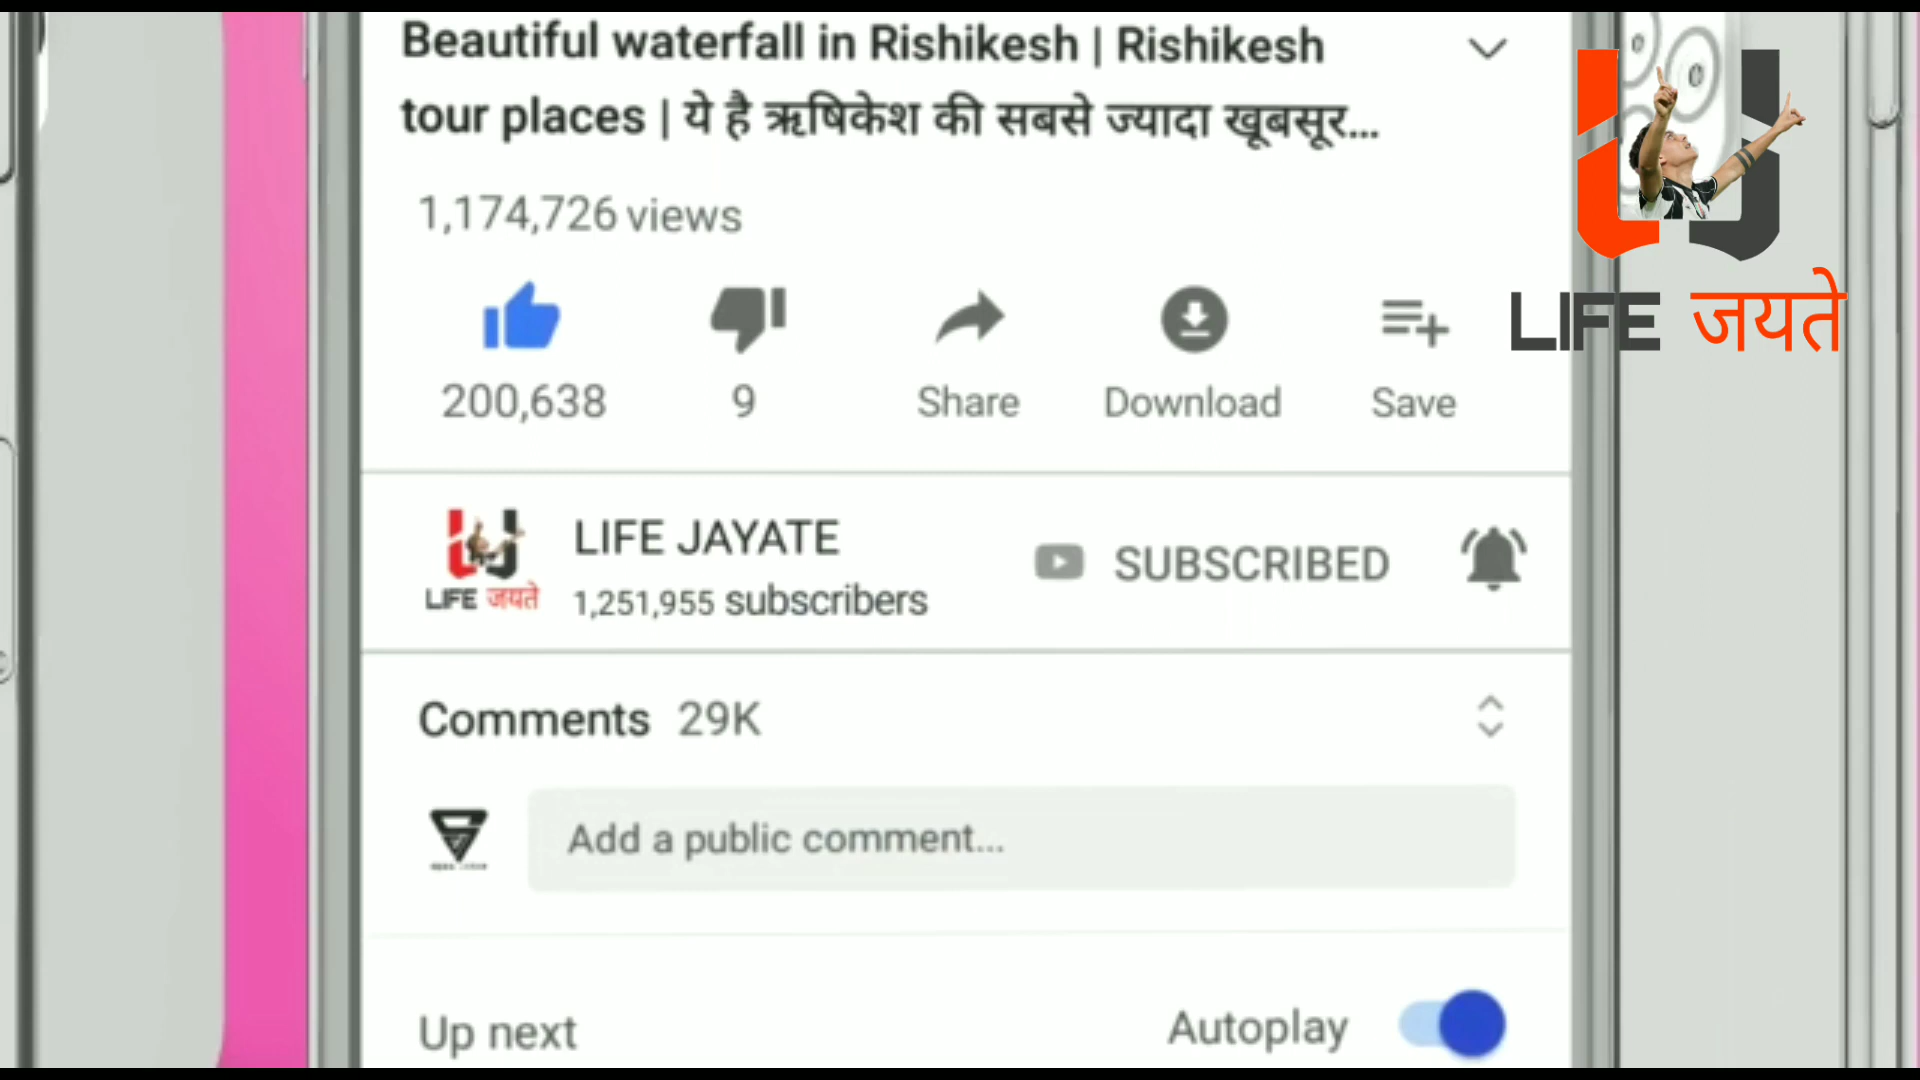 Beautiful waterfall in Rishikesh | Rishikesh
tour places | ये है ऋषिकेश की सबसे ज्यादा खूबसूर...
1,174,726 views
200,638
9
Share
Download
Save
LIFE जयते
LIFE जयते
LIFE JAYATE
1,251,955 subscribers
SUBSCRIBED
Comments 29K
Add a public comment...
Up next
Autoplay